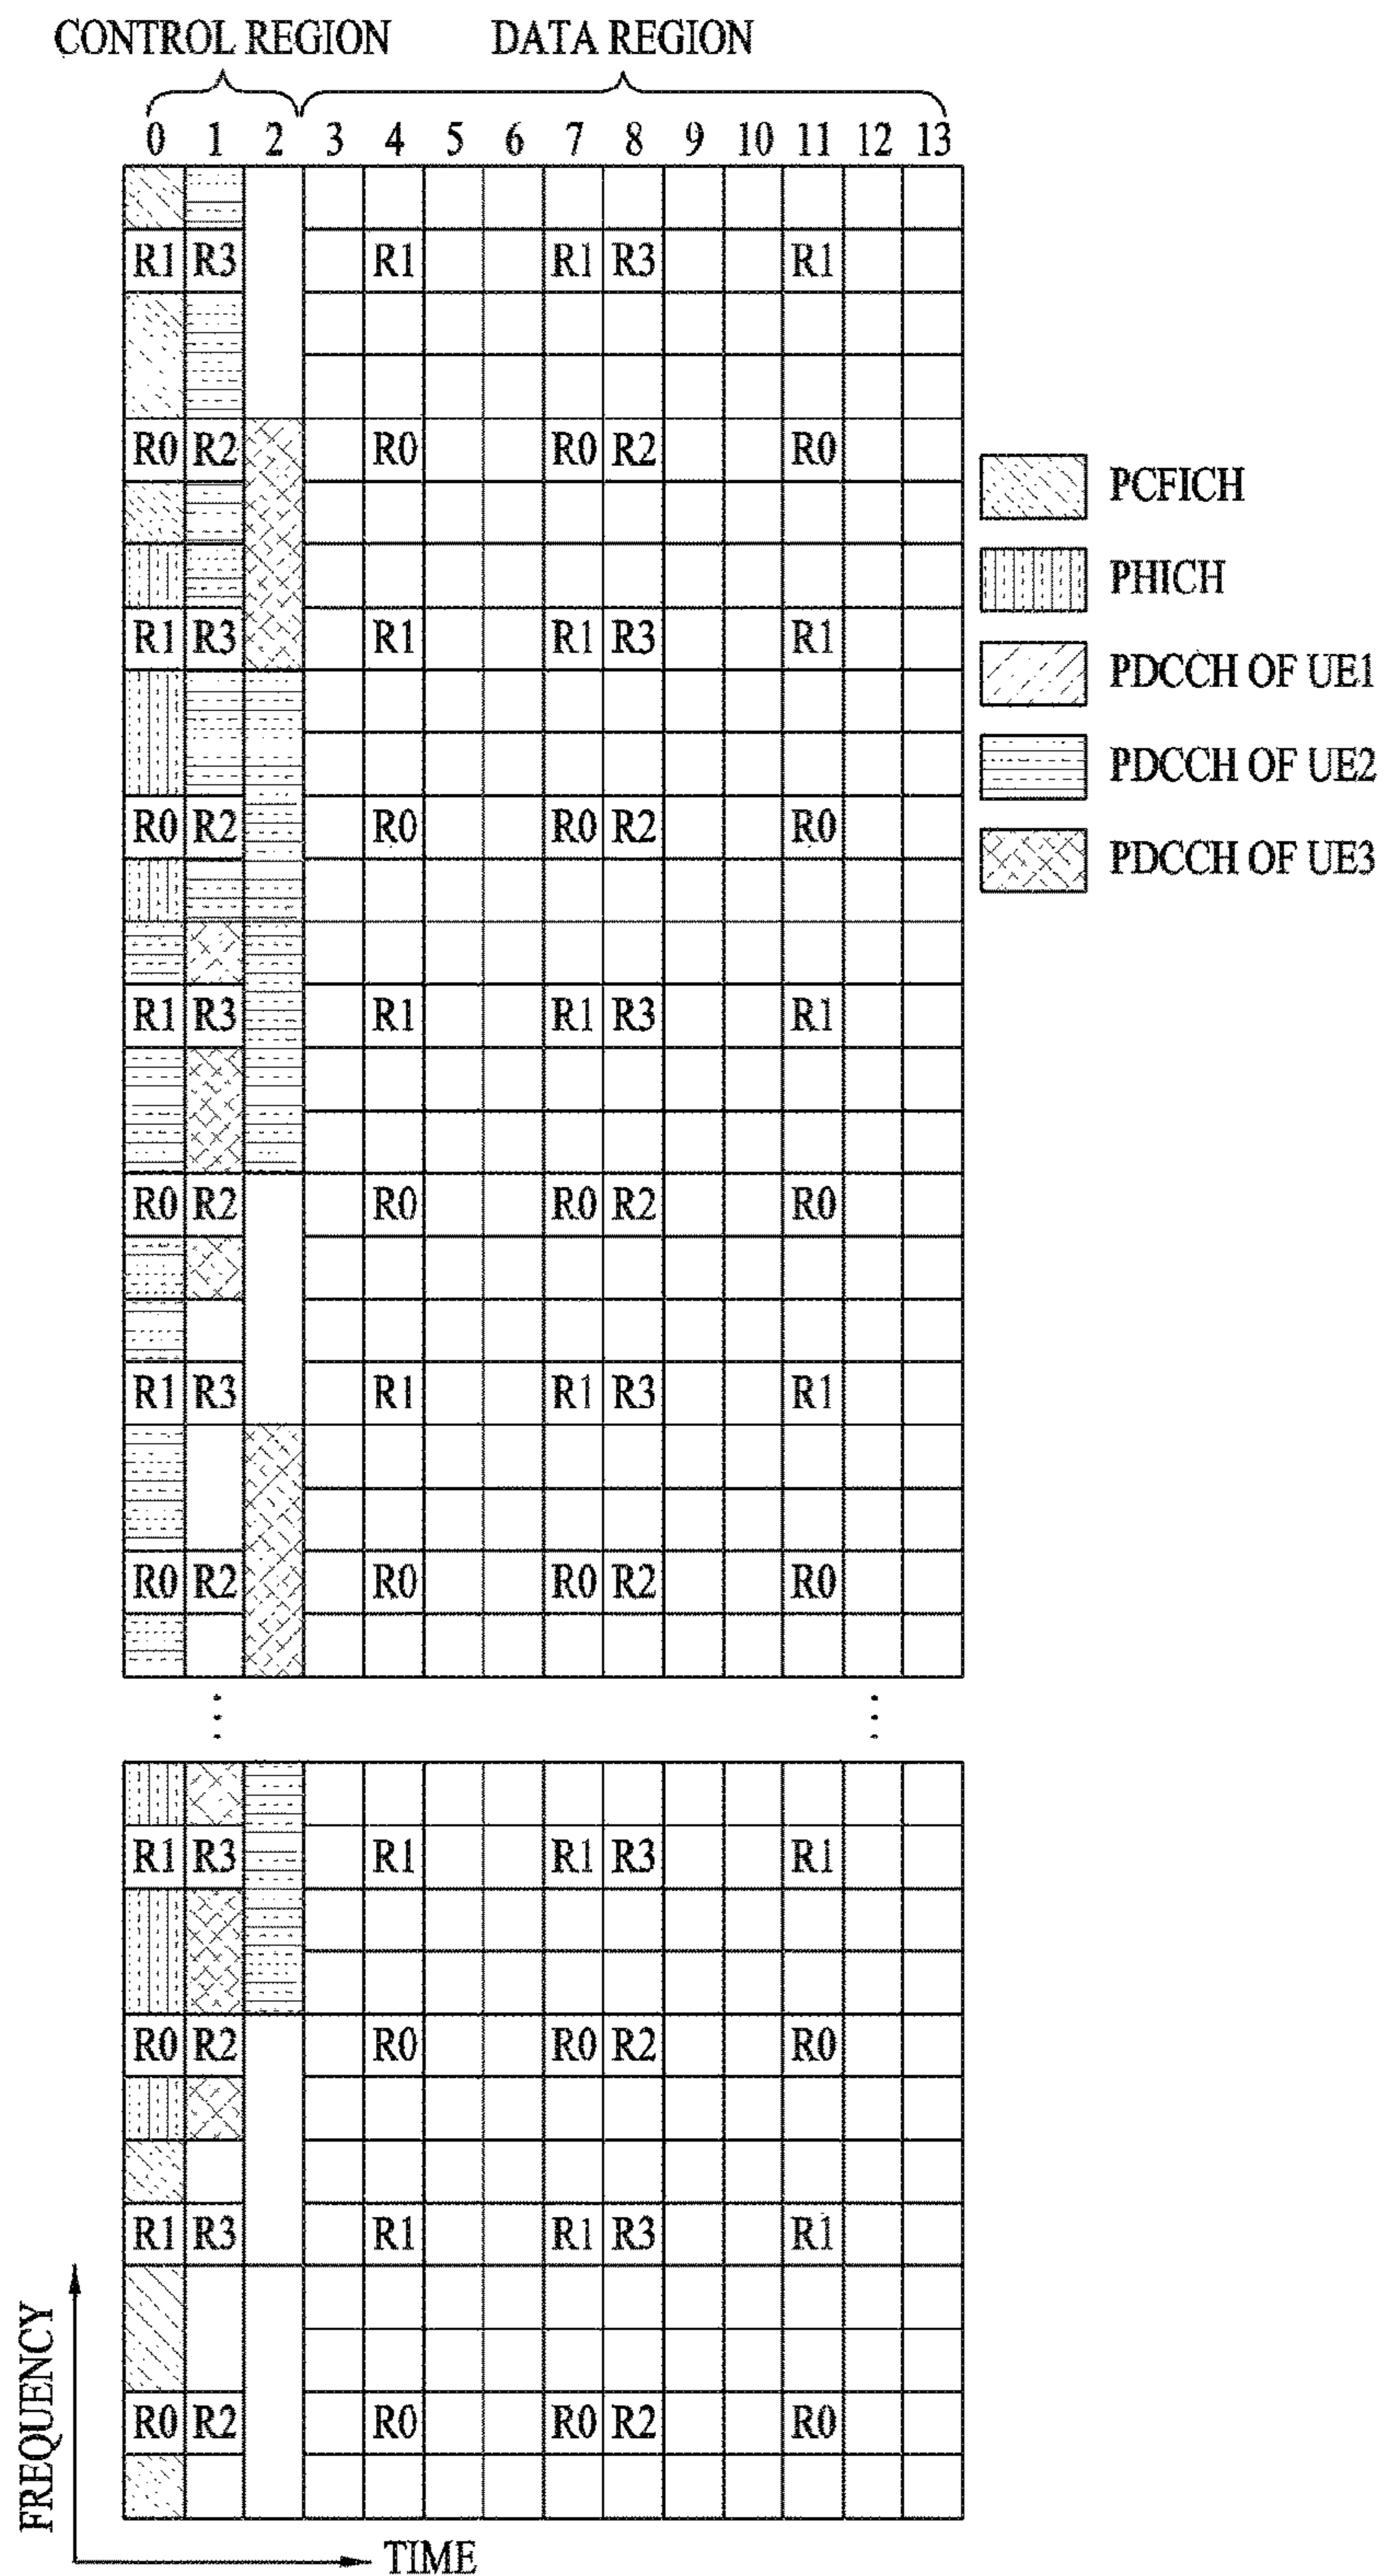 CONTROL REGION DATA REGION
0 1 2 3 4 5 6 7 8 9 10 11 12 13
R1 R3 R1 R1 R3 R1
R0 R2 R0 R0 R2 R0
PCFICH
PHICH
R1 R3 R1 R1 R3 R1
PDCCH OF UE1
PDCCH OF UE2
R0 R2 R0 R0 R2 R0
PDCCH OF UE3
R1 R3 R1 R1 R3 R1
R0 R2 R0 R0 R2 R0
R1 R3 R1 R1 R3 R1
R0 R2 R0 R0 R2 R0
R1 R3 R1 R1 R3 R1
R0 R2 R0 R0 R2 R0
R1 R3 R1 R1 R3 R1
R0 R2 R0 R0 R2 R0
FREQUENCY
TIME